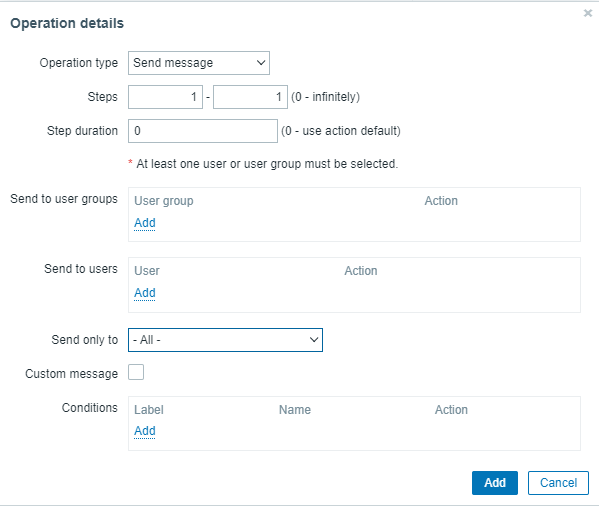 Operation details
Operation type Send message
Steps 1 - 1 (0 - infinitely)
Step duration 0 (0 - use action default)
* At least one user or user group must be selected.
Send to user groups User group Action
Add
Send to users User Action
Add
Send only to - All -
Custom message
Conditions Label Name Action
Add
Add Cancel